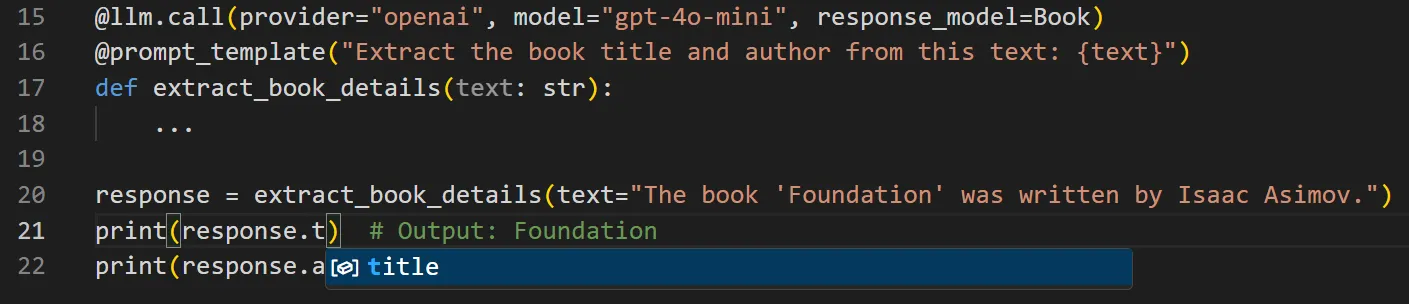 15 @llm.call(provider="openai", model="gpt-4o-mini", response_model=Book)
16 @prompt_template("Extract the book title and author from this text: {text}")
17 def extract_book_details(text: str):
18     ...
19
20 response = extract_book_details(text="The book 'Foundation' was written by Isaac Asimov.")
21 print(response.t)  # Output: Foundation
22 print(response.a
title